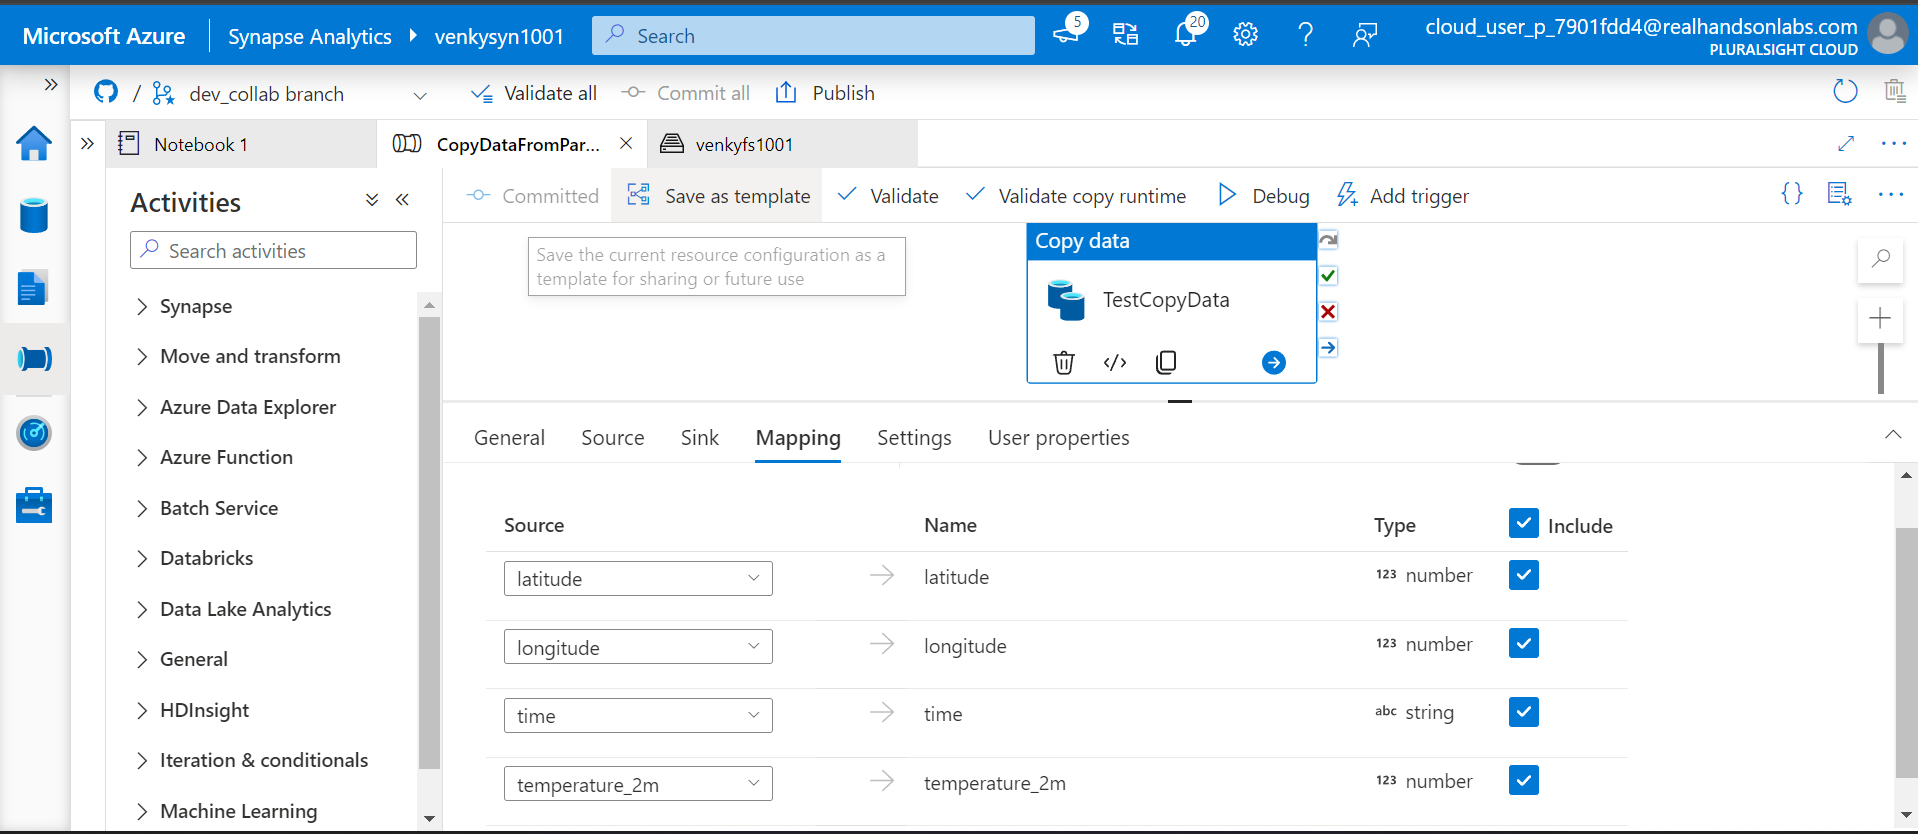 Microsoft Azure
Synapse Analytics
venkysyn1001
Search
5
20
cloud_user_p_7901fdd4@realhandsonlabs.com
PLURALSIGHT CLOUD
/
dev_collab branch
Validate all
Commit all
Publish
Notebook 1
CopyDataFromPar...
venkyfs1001
Activities
Search activities
Synapse
Move and transform
Azure Data Explorer
Azure Function
Batch Service
Databricks
Data Lake Analytics
General
HDInsight
Iteration & conditionals
Machine Learning
Committed
Save as template
Validate
Validate copy runtime
Debug
Add trigger
Save the current resource configuration as a
template for sharing or future use
Copy data
TestCopyData
General
Source
Sink
Mapping
Settings
User properties
Source
Name
Type
Include
latitude
latitude
123 number
longitude
longitude
123 number
time
time
abc string
temperature_2m
temperature_2m
123 number